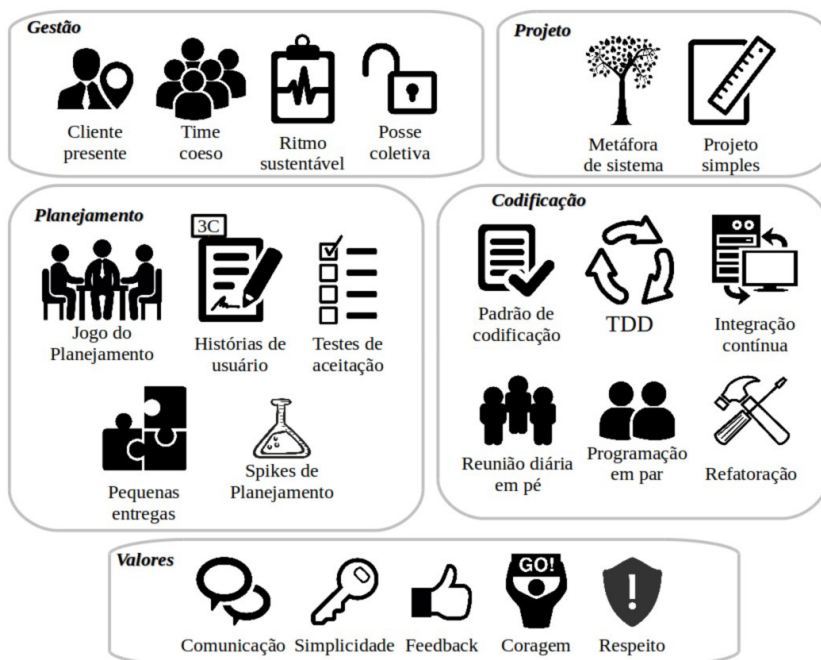 Gestão
Cliente
presente
Time
coeso
Ritmo
sustentável
Posse
coletiva
Projeto
Metáfora
de sistema
Projeto
simples
Planejamento
Jogo do
Planejamento
3C
Histórias de
usuário
Testes de
aceitação
Pequenas
entregas
Spikes de
Planejamento
Codificação
Padrão de
codificação
TDD
Integração
contínua
Reunião diária
em pé
Programação
em par
Refatoração
Valores
Comunicação
Simplicidade
Feedback
GO!
Coragem
!
Respeito